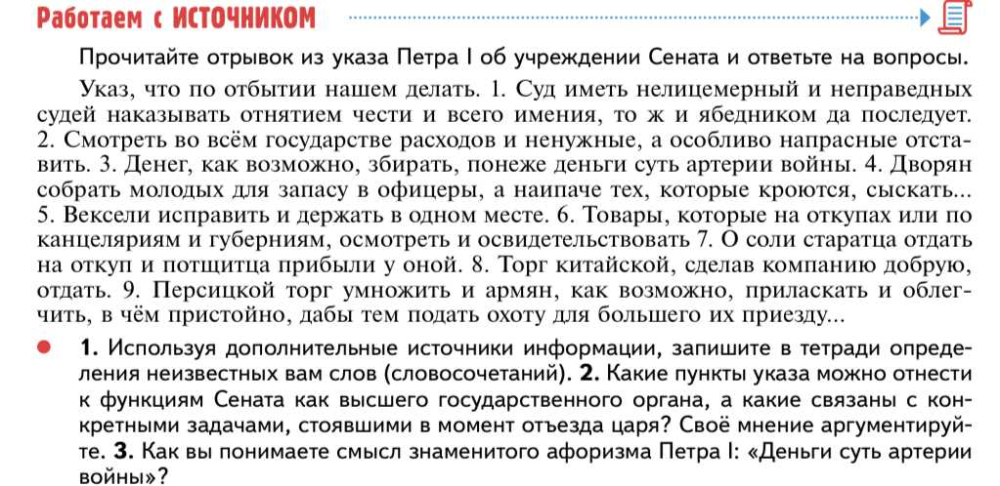 Работаем с ИСТОЧНИКОМ
Прочитайте отрывок из указа Петра I об учреждении Сената и ответьте на вопросы.
Указ, что по отбытии нашем делать. 1. Суд иметь нелицемерный и неправедных
судей наказывать отнятием чести и всего имения, то ж и ябедником да последует.
2. Смотреть во всём государстве расходов и ненужные, а особливо напрасные отста-
вить. 3. Денег, как возможно, збирать, понеже деньги суть артерии войны. 4. Дворян
собрать молодых для запасу в офицеры, а наипаче тех, которые кроются, сыскать...
5. Вексели исправить и держать в одном месте. 6. Товары, которые на откупах или по
канцеляриям и губерниям, осмотреть и освидетельствовать 7. О соли старатца отдать
на откуп и потщитца прибыли у оной. 8. Торг китайской, сделав компанию добрую,
отдать. 9. Персицкой торг умножить и армян, как возможно, приласкать и облег-
чить, в чём пристойно, дабы тем подать охоту для большего их приезду...
1. Используя дополнительные источники информации, запишите в тетради опреде-
ления неизвестных вам слов (словосочетаний). 2. Какие пункты указа можно отнести
к функциям Сената как высшего государственного органа, а какие связаны с кон-
кретными задачами, стоявшими в момент отъезда царя? Своё мнение аргументируй-
те. 3. Как вы понимаете смысл знаменитого афоризма Петра I: «Деньги суть артерии
войны»?